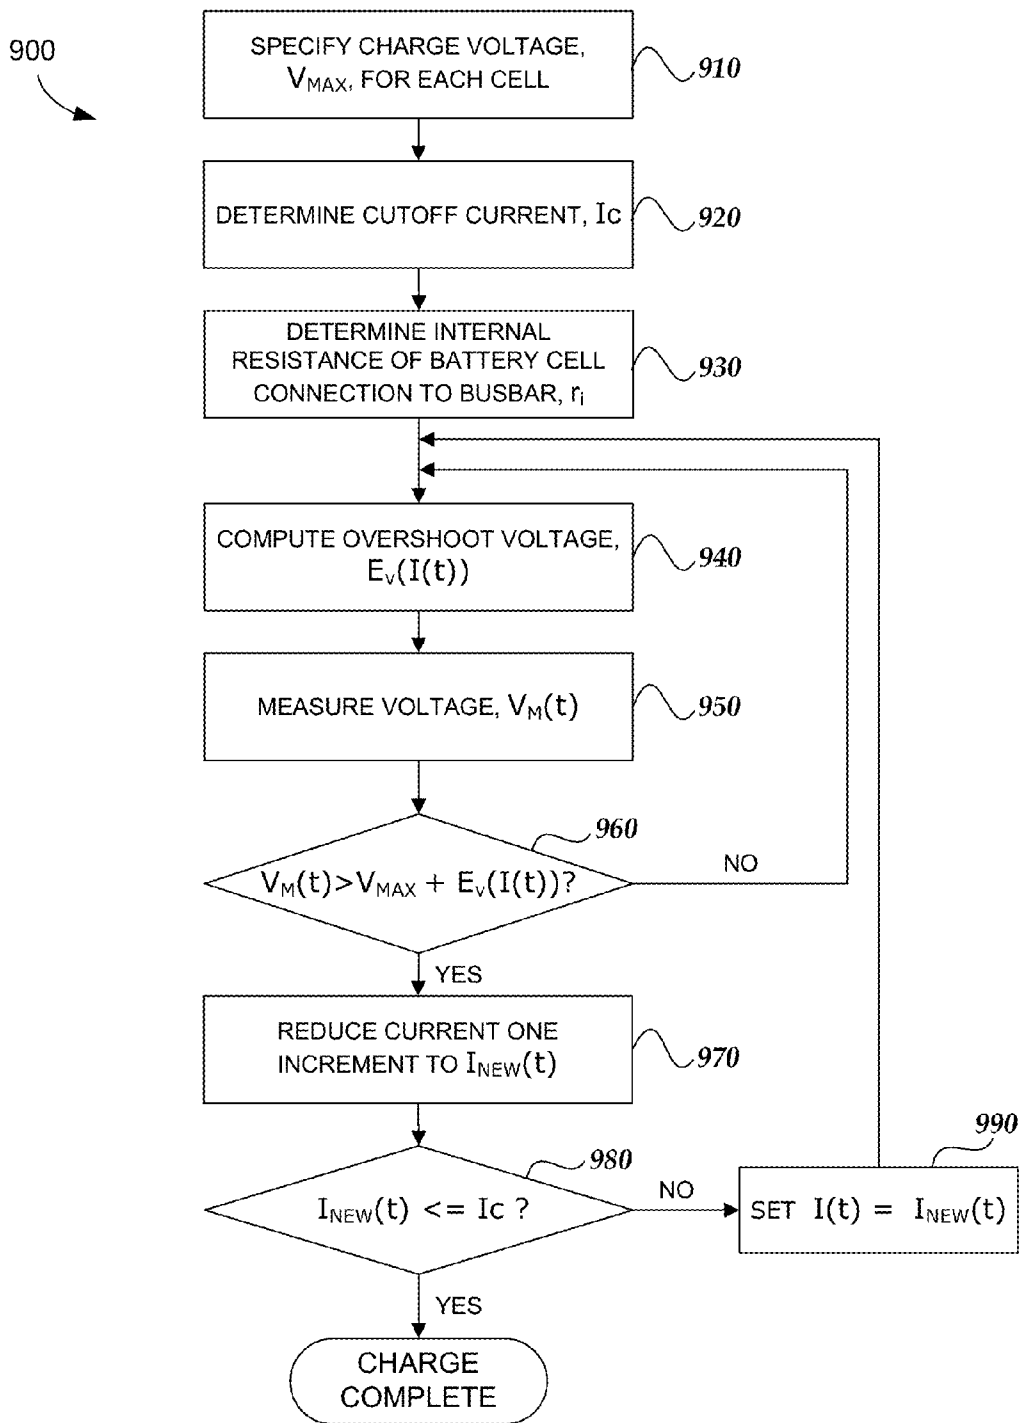 900
SPECIFY CHARGE VOLTAGE,
VMAX, FOR EACH CELL
910
DETERMINE CUTOFF CURRENT, Ic
920
DETERMINE INTERNAL
RESISTANCE OF BATTERY CELL
CONNECTION TO BUSBAR, ri
930
COMPUTE OVERSHOOT VOLTAGE,
Ev(I(t))
940
MEASURE VOLTAGE, VM(t)
950
960
VM(t)>VMAX + Ev(I(t))?
NO
YES
REDUCE CURRENT ONE
INCREMENT TO INEW(t)
970
980
INEW(t) <= Ic ?
NO
990
SET I(t) = INEW(t)
YES
CHARGE
COMPLETE